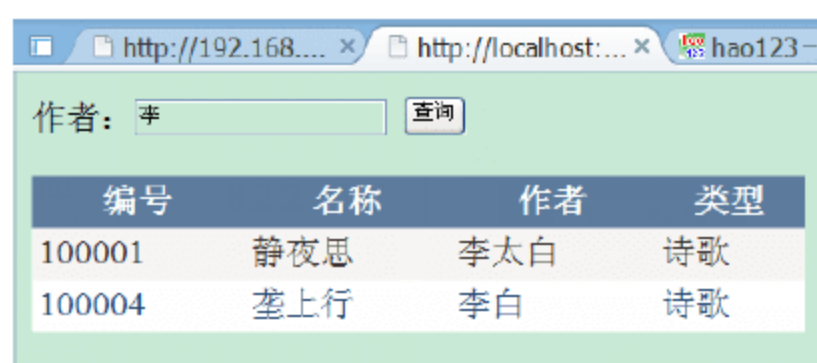 http://192.168.... × http://localhost:... × hao123-
作者：李 查询
编号 名称 作者 类型
100001 静夜思 李太白 诗歌
100004 垄上行 李白 诗歌